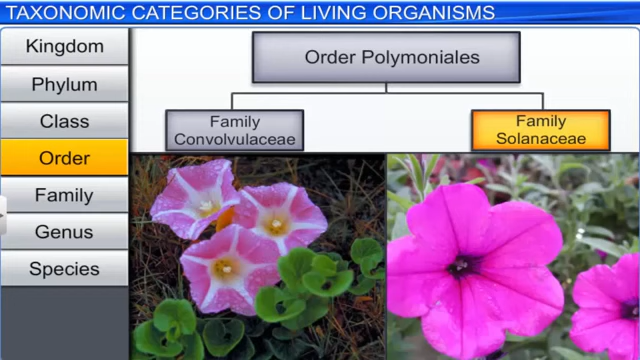 TAXONOMIC CATEGORIES OF LIVING ORGANISMS
Kingdom
Phylum
Class
Order
Family
Genus
Species
Order Polymoniales
Family
Convolvulaceae
Family
Solanaceae